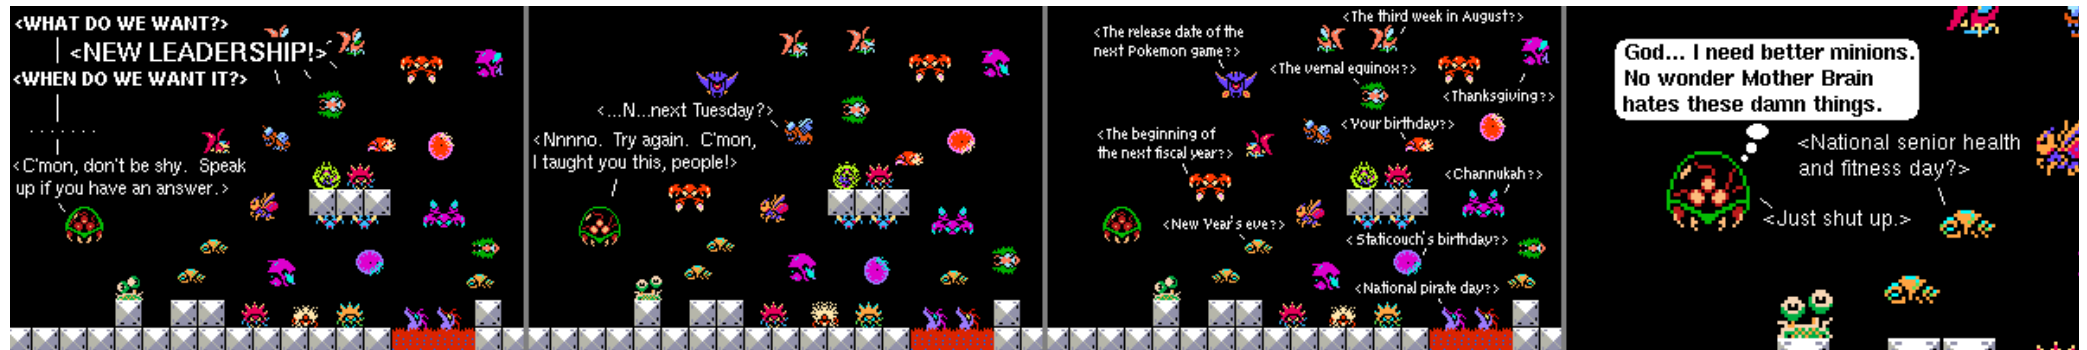 <WHAT DO WE WANT?>
<NEW LEADERSHIP!>
<WHEN DO WE WANT IT?>
.......
<C'mon, don't be shy. Speak
up if you have an answer.>
<...N...next Tuesday?>
<Nnnno. Try again. C'mon,
I taught you this, people!>
<The third week in August?>
<The release date of the
next Pokemon game?>
<The vernal equinox?>
<Thanksgiving?>
<Your birthday?>
<The beginning of
the next fiscal year?>
<Channukah?>
<New Year's eve?>
<Staticouch's birthday?>
<National pirate day?>
God... I need better minions.
No wonder Mother Brain
hates these damn things.
<National senior health
and fitness day?>
<Just shut up.>